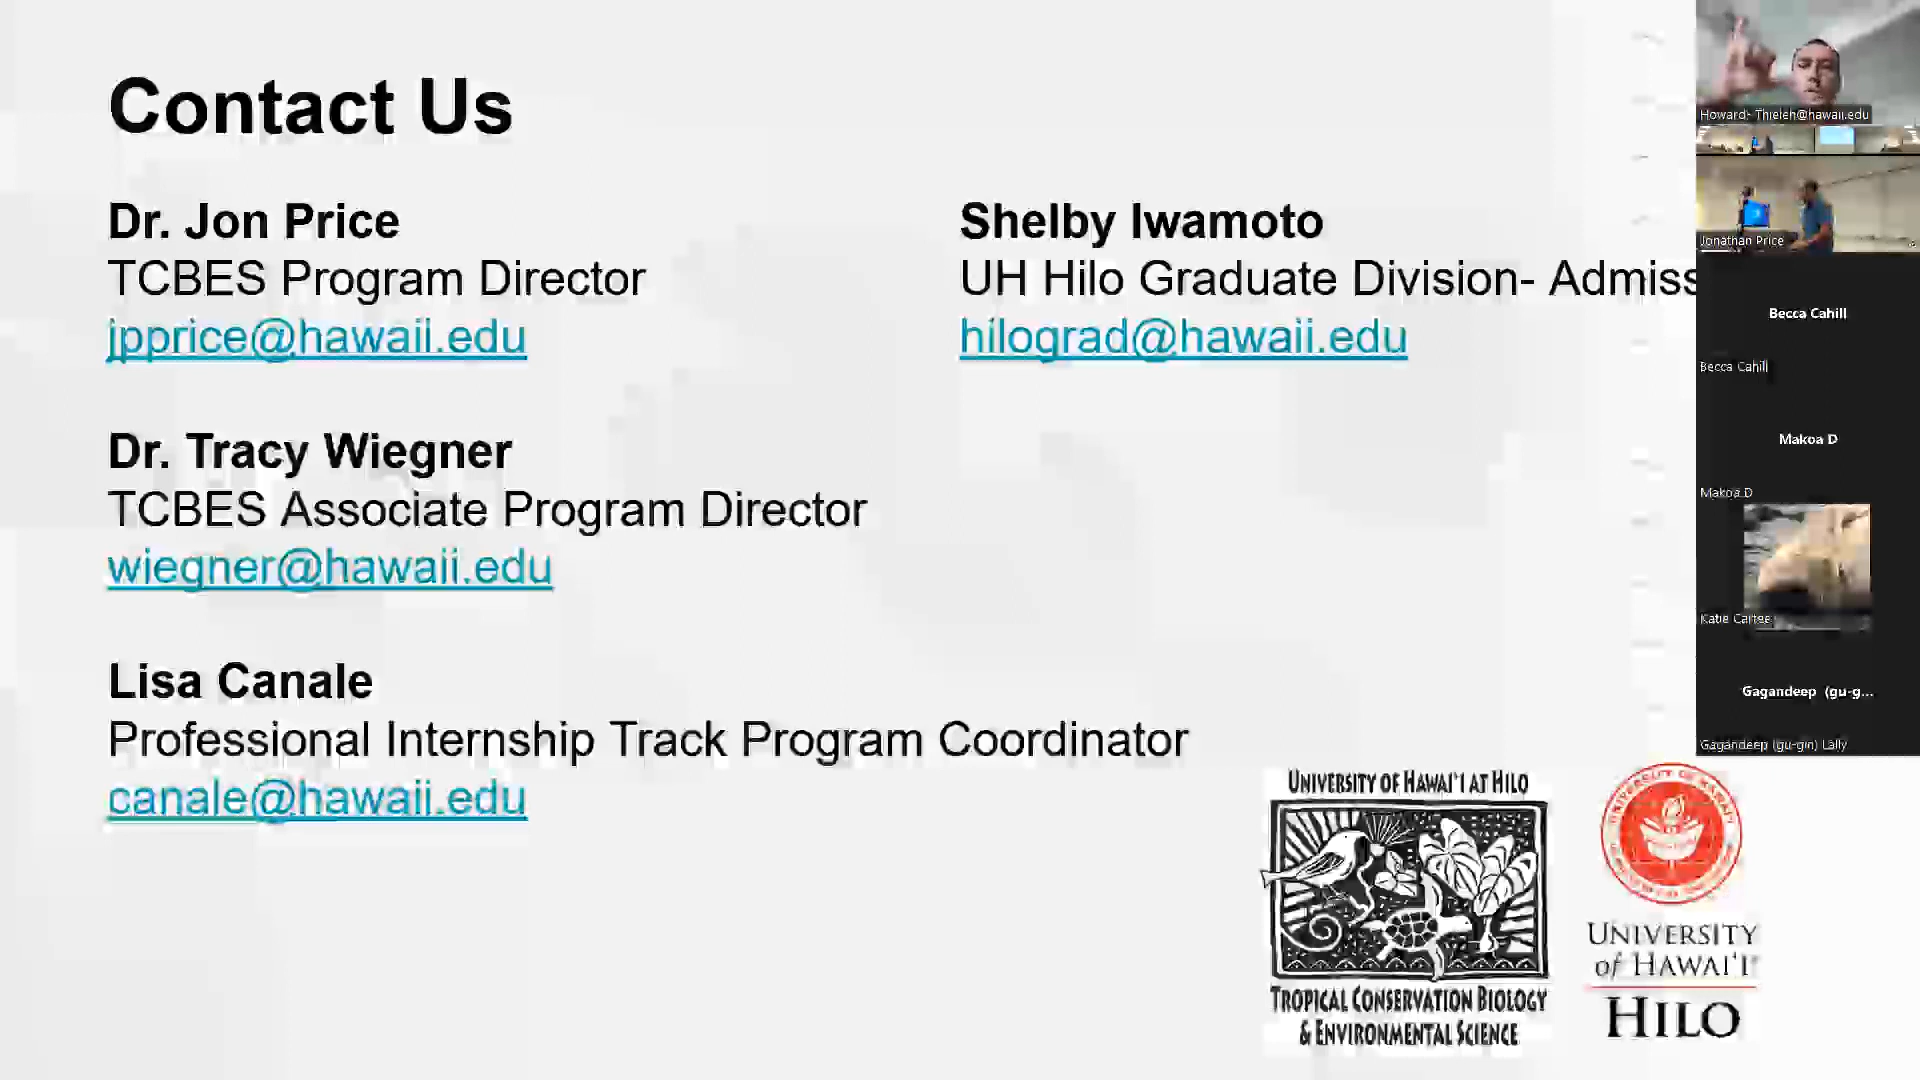 Contact Us
Dr. Jon Price
TCBES Program Director
jpprice@hawaii.edu
Dr. Tracy Wiegner
TCBES Associate Program Director
wiegner@hawaii.edu
Lisa Canale
Professional Internship Track Program Coordinator
canale@hawaii.edu
Shelby Iwamoto
UH Hilo Graduate Division- Admiss
hilograd@hawaii.edu
Howard- Thieleh@hawaii.edu
Jonathan Price
Becca Cahill
Becca Cahill
Makoa D
Makoa D
Katie Cartee
Gagandeep (gu-g...
Gagandeep (gu-gin) Lally
UNIVERSITY OF HAWAI'I AT HILO
TROPICAL CONSERVATION BIOLOGY
& ENVIRONMENTAL SCIENCE
UNIVERSITY
of HAWAI'I
HILO